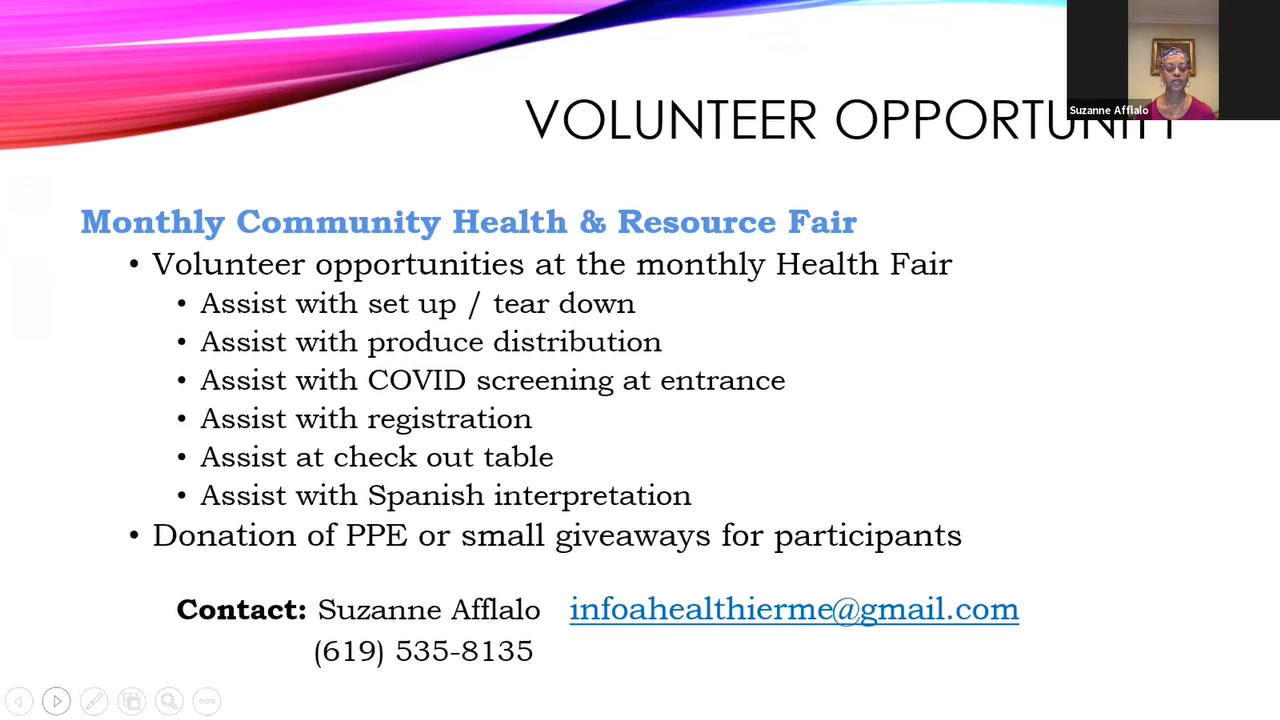 Suzanne Afflalo
VOLUNTEER OPPORTUNITY
Monthly Community Health & Resource Fair
• Volunteer opportunities at the monthly Health Fair
• Assist with set up / tear down
• Assist with produce distribution
• Assist with COVID screening at entrance
• Assist with registration
• Assist at check out table
• Assist with Spanish interpretation
• Donation of PPE or small giveaways for participants
Contact: Suzanne Afflalo infoahealthierme@gmail.com
(619) 535-8135